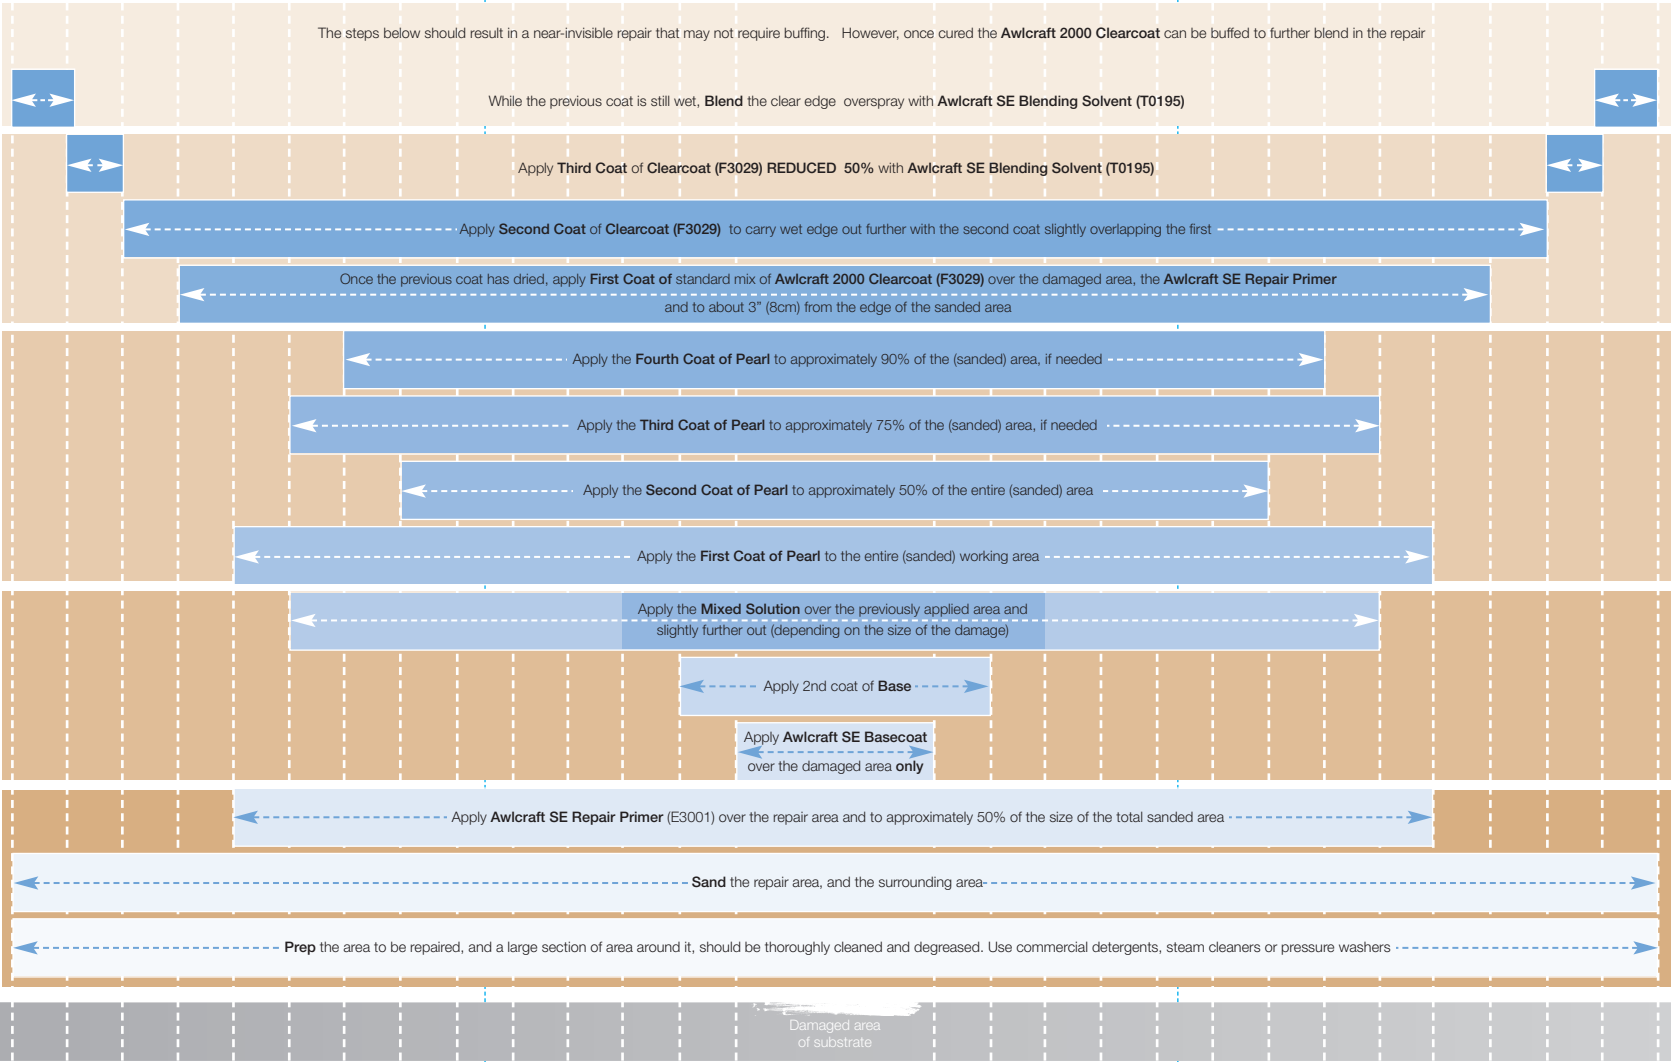 The steps below should result in a near-invisible repair that may not require buffing. However, once cured the Awlcraft 2000 Clearcoat can be buffed to further blend in the repair
While the previous coat is still wet, Blend the clear edge overspray with Awlcraft SE Blending Solvent (T0195)
Apply Third Coat of Clearcoat (F3029) REDUCED 50% with Awlcraft SE Blending Solvent (T0195)
Apply Second Coat of Clearcoat (F3029) to carry wet edge out further with the second coat slightly overlapping the first
Once the previous coat has dried, apply First Coat of standard mix of Awlcraft 2000 Clearcoat (F3029) over the damaged area, the Awlcraft SE Repair Primer
and to about 3” (8cm) from the edge of the sanded area
Apply the Fourth Coat of Pearl to approximately 90% of the (sanded) area, if needed
Apply the Third Coat of Pearl to approximately 75% of the (sanded) area, if needed
Apply the Second Coat of Pearl to approximately 50% of the entire (sanded) area
Apply the First Coat of Pearl to the entire (sanded) working area
Apply the Mixed Solution over the previously applied area and
slightly further out (depending on the size of the damage)
Apply 2nd coat of Base
Apply Awlcraft SE Basecoat
over the damaged area only
Apply Awlcraft SE Repair Primer (E3001) over the repair area and to approximately 50% of the size of the total sanded area
Sand the repair area, and the surrounding area
Prep the area to be repaired, and a large section of area around it, should be thoroughly cleaned and degreased. Use commercial detergents, steam cleaners or pressure washers
Damaged area
of substrate